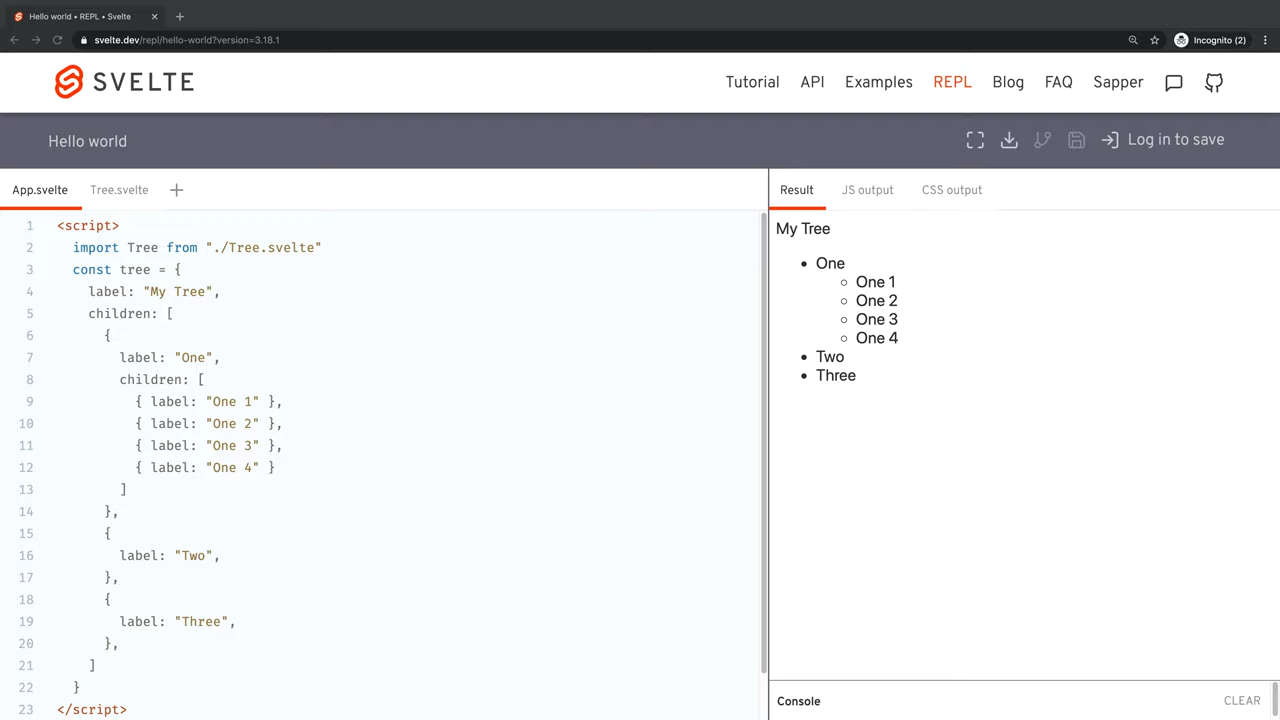 Hello world • REPL • Svelte
svelte.dev/repl/hello-world?version=3.18.1
Incognito (2)
SVELTE
Tutorial API Examples REPL Blog FAQ Sapper
Hello world
Log in to save
App.svelte Tree.svelte
Result JS output CSS output
1 <script>
2 import Tree from "./Tree.svelte"
3 const tree = {
4 label: "My Tree",
5 children: [
6 {
7 label: "One",
8 children: [
9 { label: "One 1" },
10 { label: "One 2" },
11 { label: "One 3" },
12 { label: "One 4" }
13 ]
14 },
15 {
16 label: "Two",
17 },
18 {
19 label: "Three",
20 },
21 ]
22 }
23 </script>
My Tree
One
One 1
One 2
One 3
One 4
Two
Three
Console CLEAR